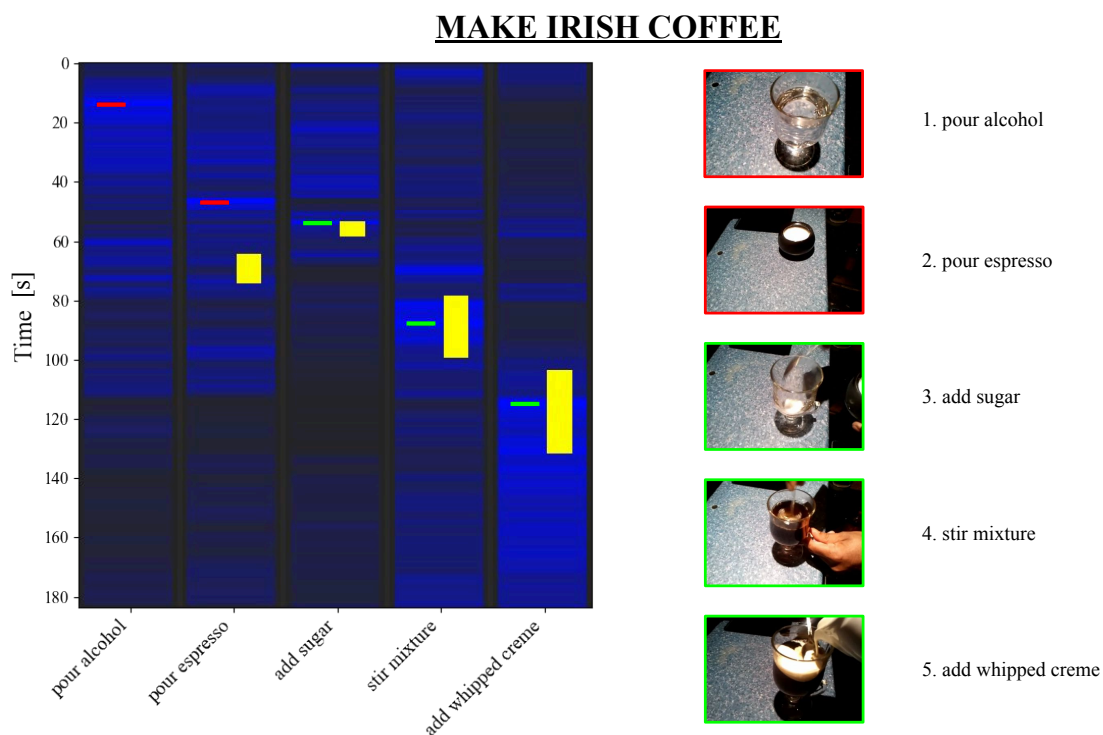 MAKE IRISH COFFEE
0
20
40
60
80
100
120
140
160
180
Time [s]
pour alcohol
pour espresso
add sugar
stir mixture
add whipped creme
1. pour alcohol
2. pour espresso
3. add sugar
4. stir mixture
5. add whipped creme